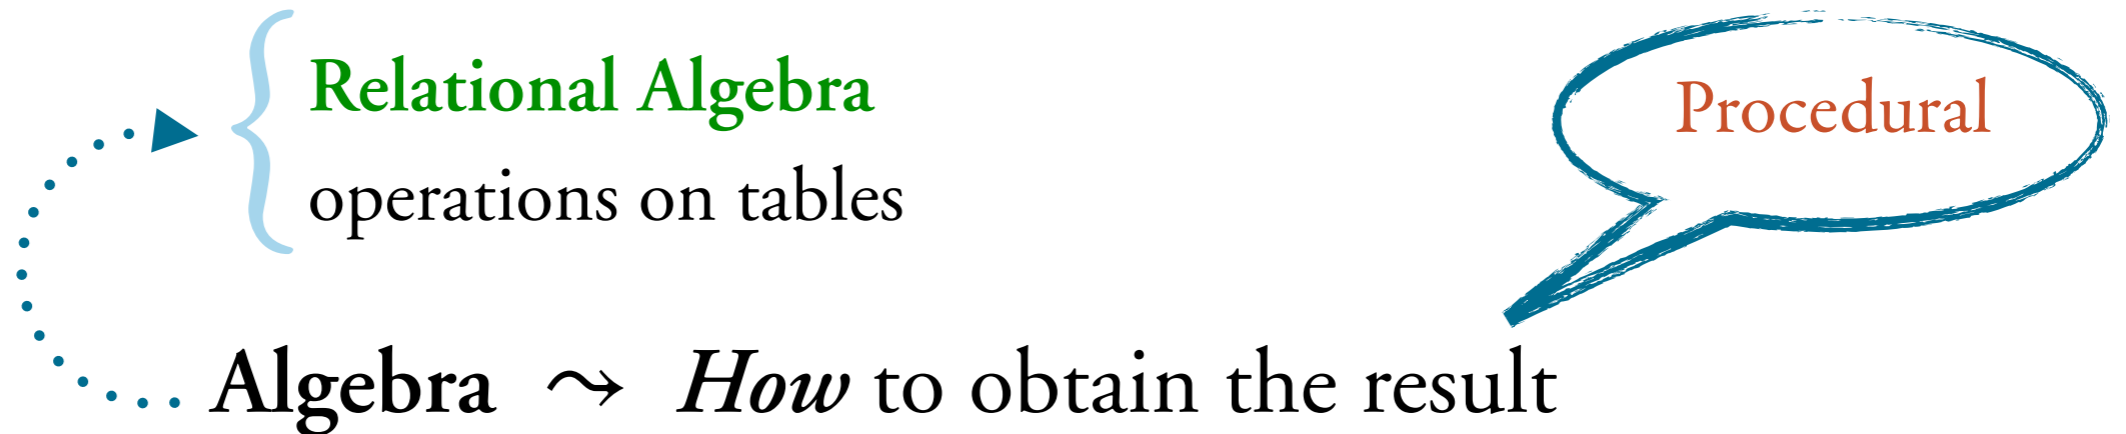 Relational Algebra
Procedural
operations on tables
Algebra ⤳ How to obtain the result